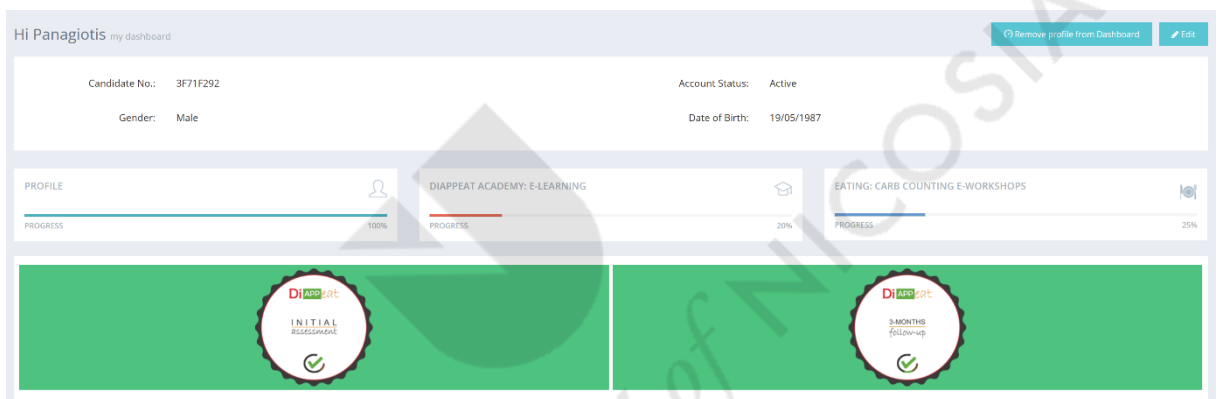 Hi Panagiotis my dashboard
Remove profile from Dashboard
Edit
Candidate No.: 3F71F292
Account Status: Active
Gender: Male
Date of Birth: 19/05/1987
PROFILE
PROGRESS 100%
DIAPPEAT ACADEMY: E-LEARNING
PROGRESS 20%
EATING: CARB COUNTING E-WORKSHOPS
PROGRESS 25%
DiAPPeat
INITIAL
assessment
DiAPPeat
3-MONTHS
follow-up
of NICOSIA